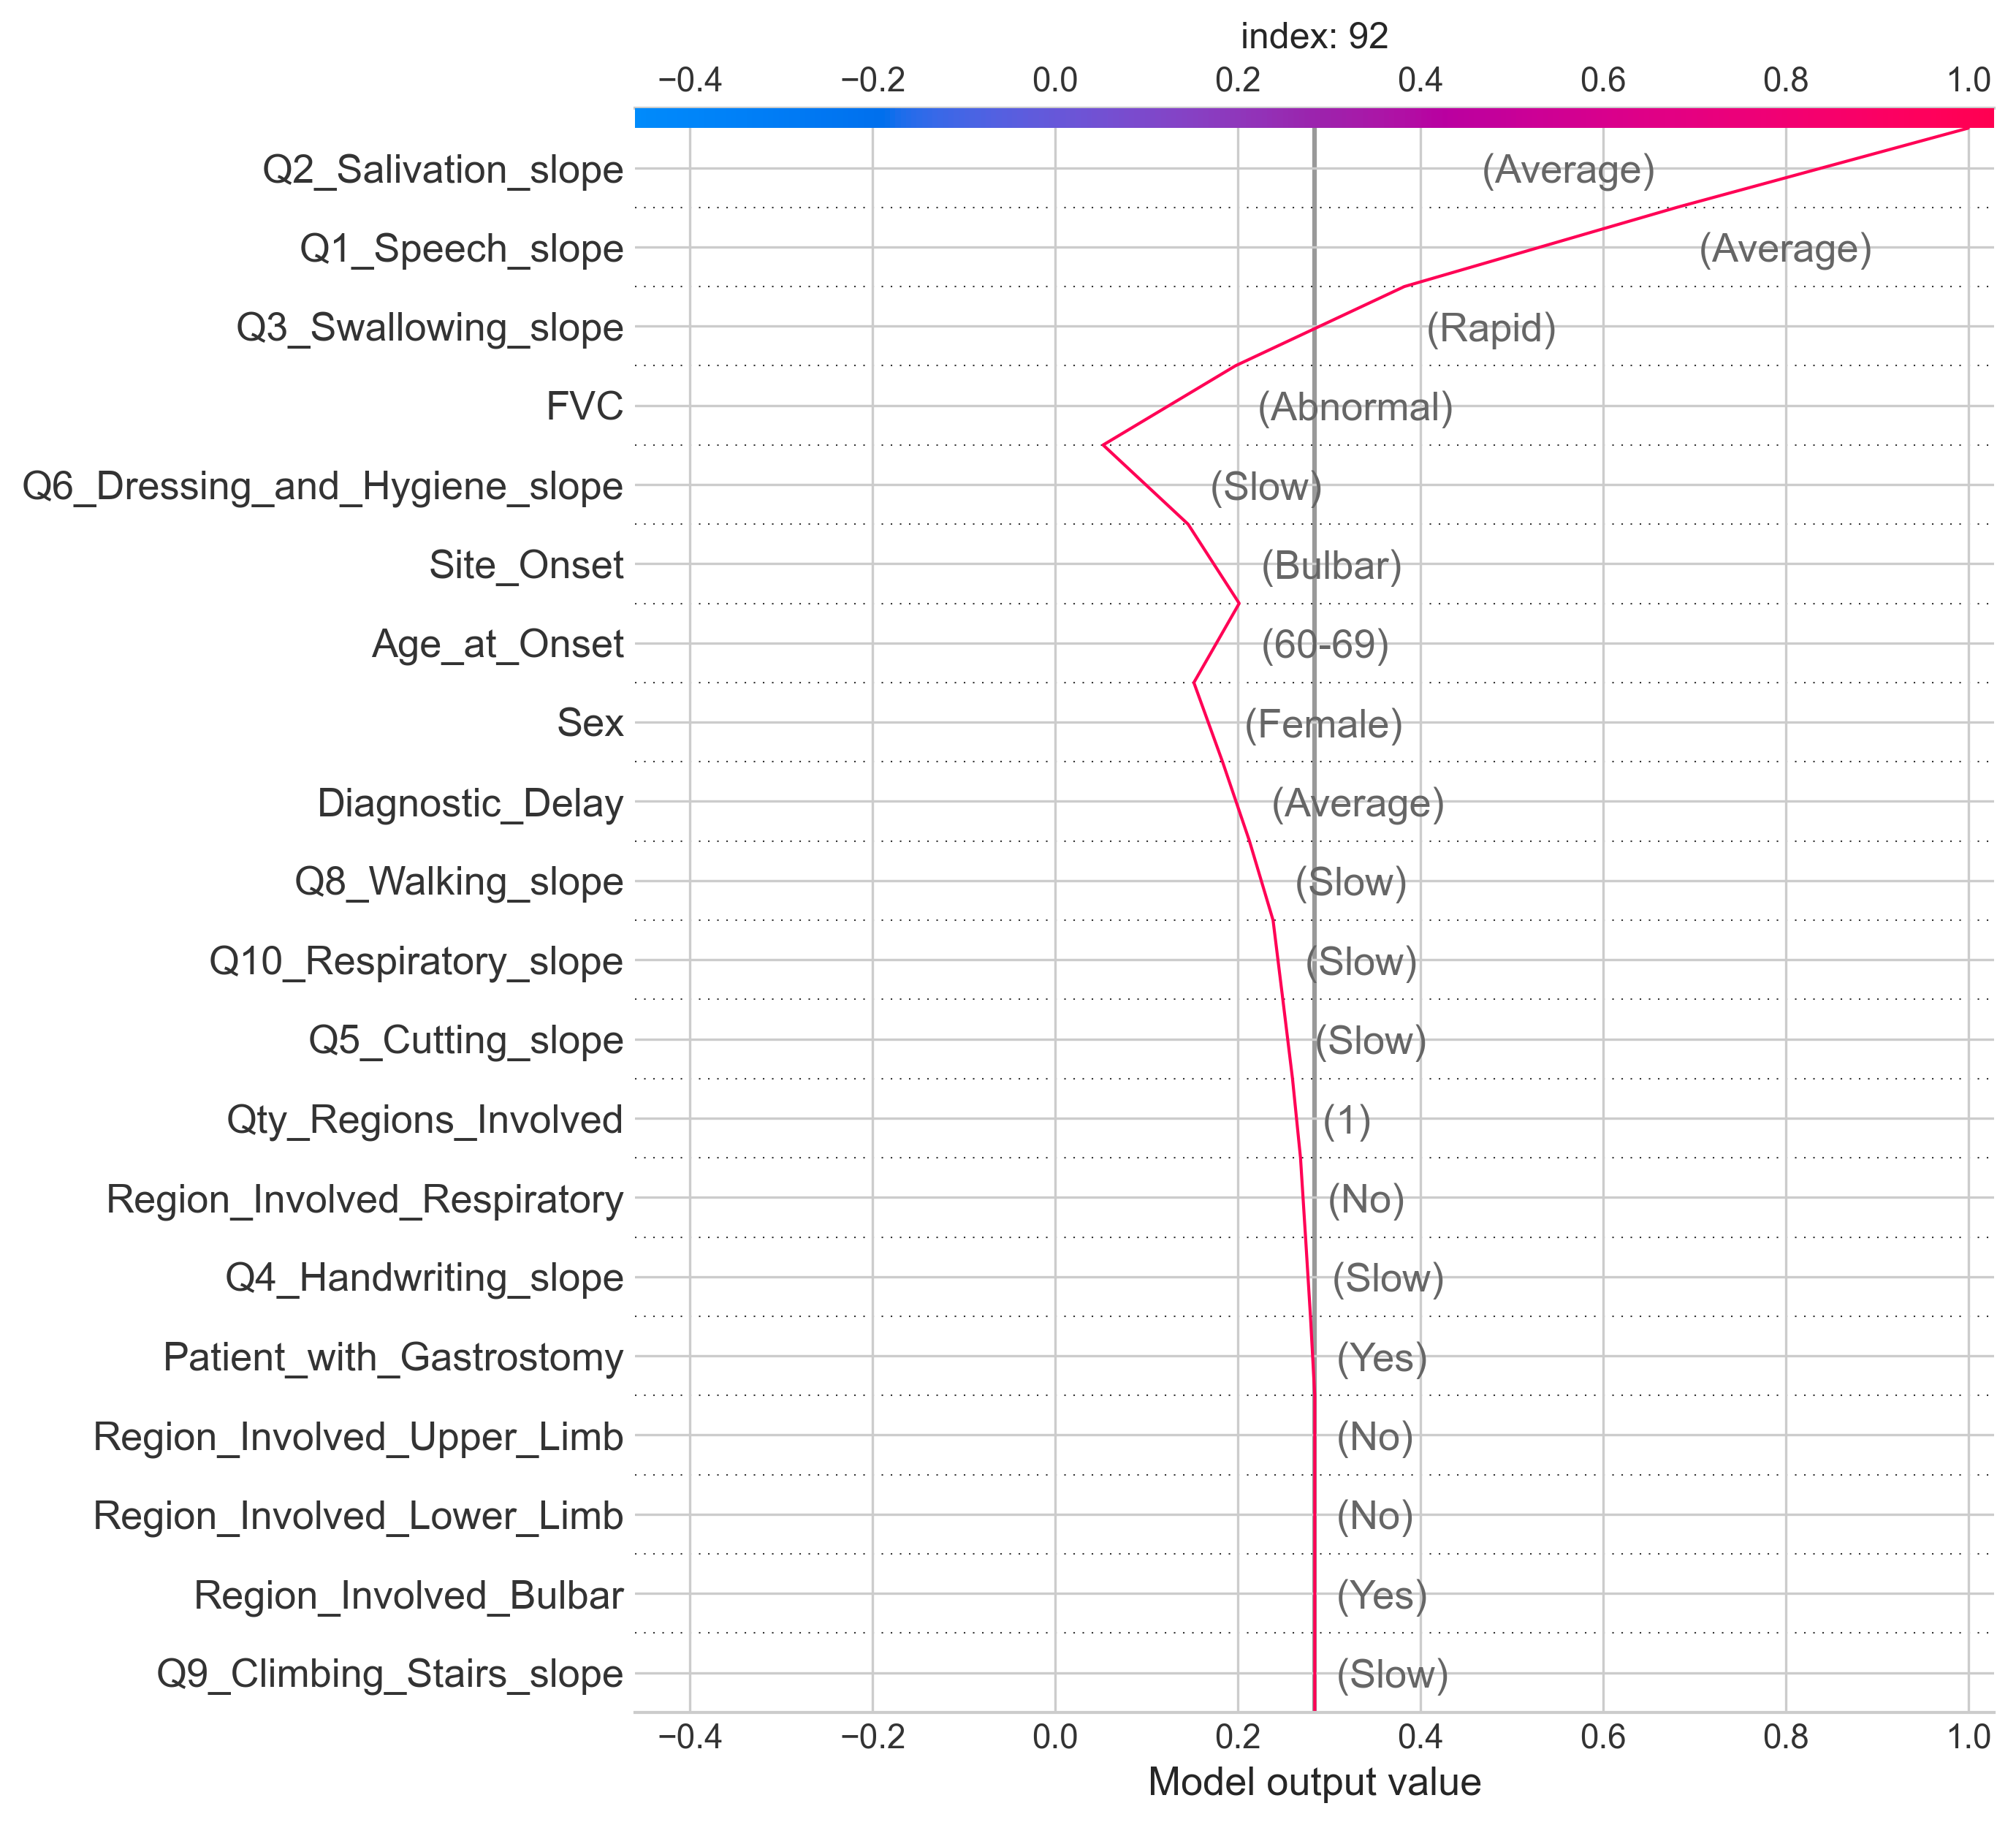 index: 92
−0.4 −0.2 0.0 0.2 0.4 0.6 0.8 1.0
Q2_Salivation_slope (Average)
Q1_Speech_slope (Average)
Q3_Swallowing_slope (Rapid)
FVC (Abnormal)
Q6_Dressing_and_Hygiene_slope (Slow)
Site_Onset (Bulbar)
Age_at_Onset (60-69)
Sex (Female)
Diagnostic_Delay (Average)
Q8_Walking_slope (Slow)
Q10_Respiratory_slope (Slow)
Q5_Cutting_slope (Slow)
Qty_Regions_Involved (1)
Region_Involved_Respiratory (No)
Q4_Handwriting_slope (Slow)
Patient_with_Gastrostomy (Yes)
Region_Involved_Upper_Limb (No)
Region_Involved_Lower_Limb (No)
Region_Involved_Bulbar (Yes)
Q9_Climbing_Stairs_slope (Slow)
−0.4 −0.2 0.0 0.2 0.4 0.6 0.8 1.0
Model output value